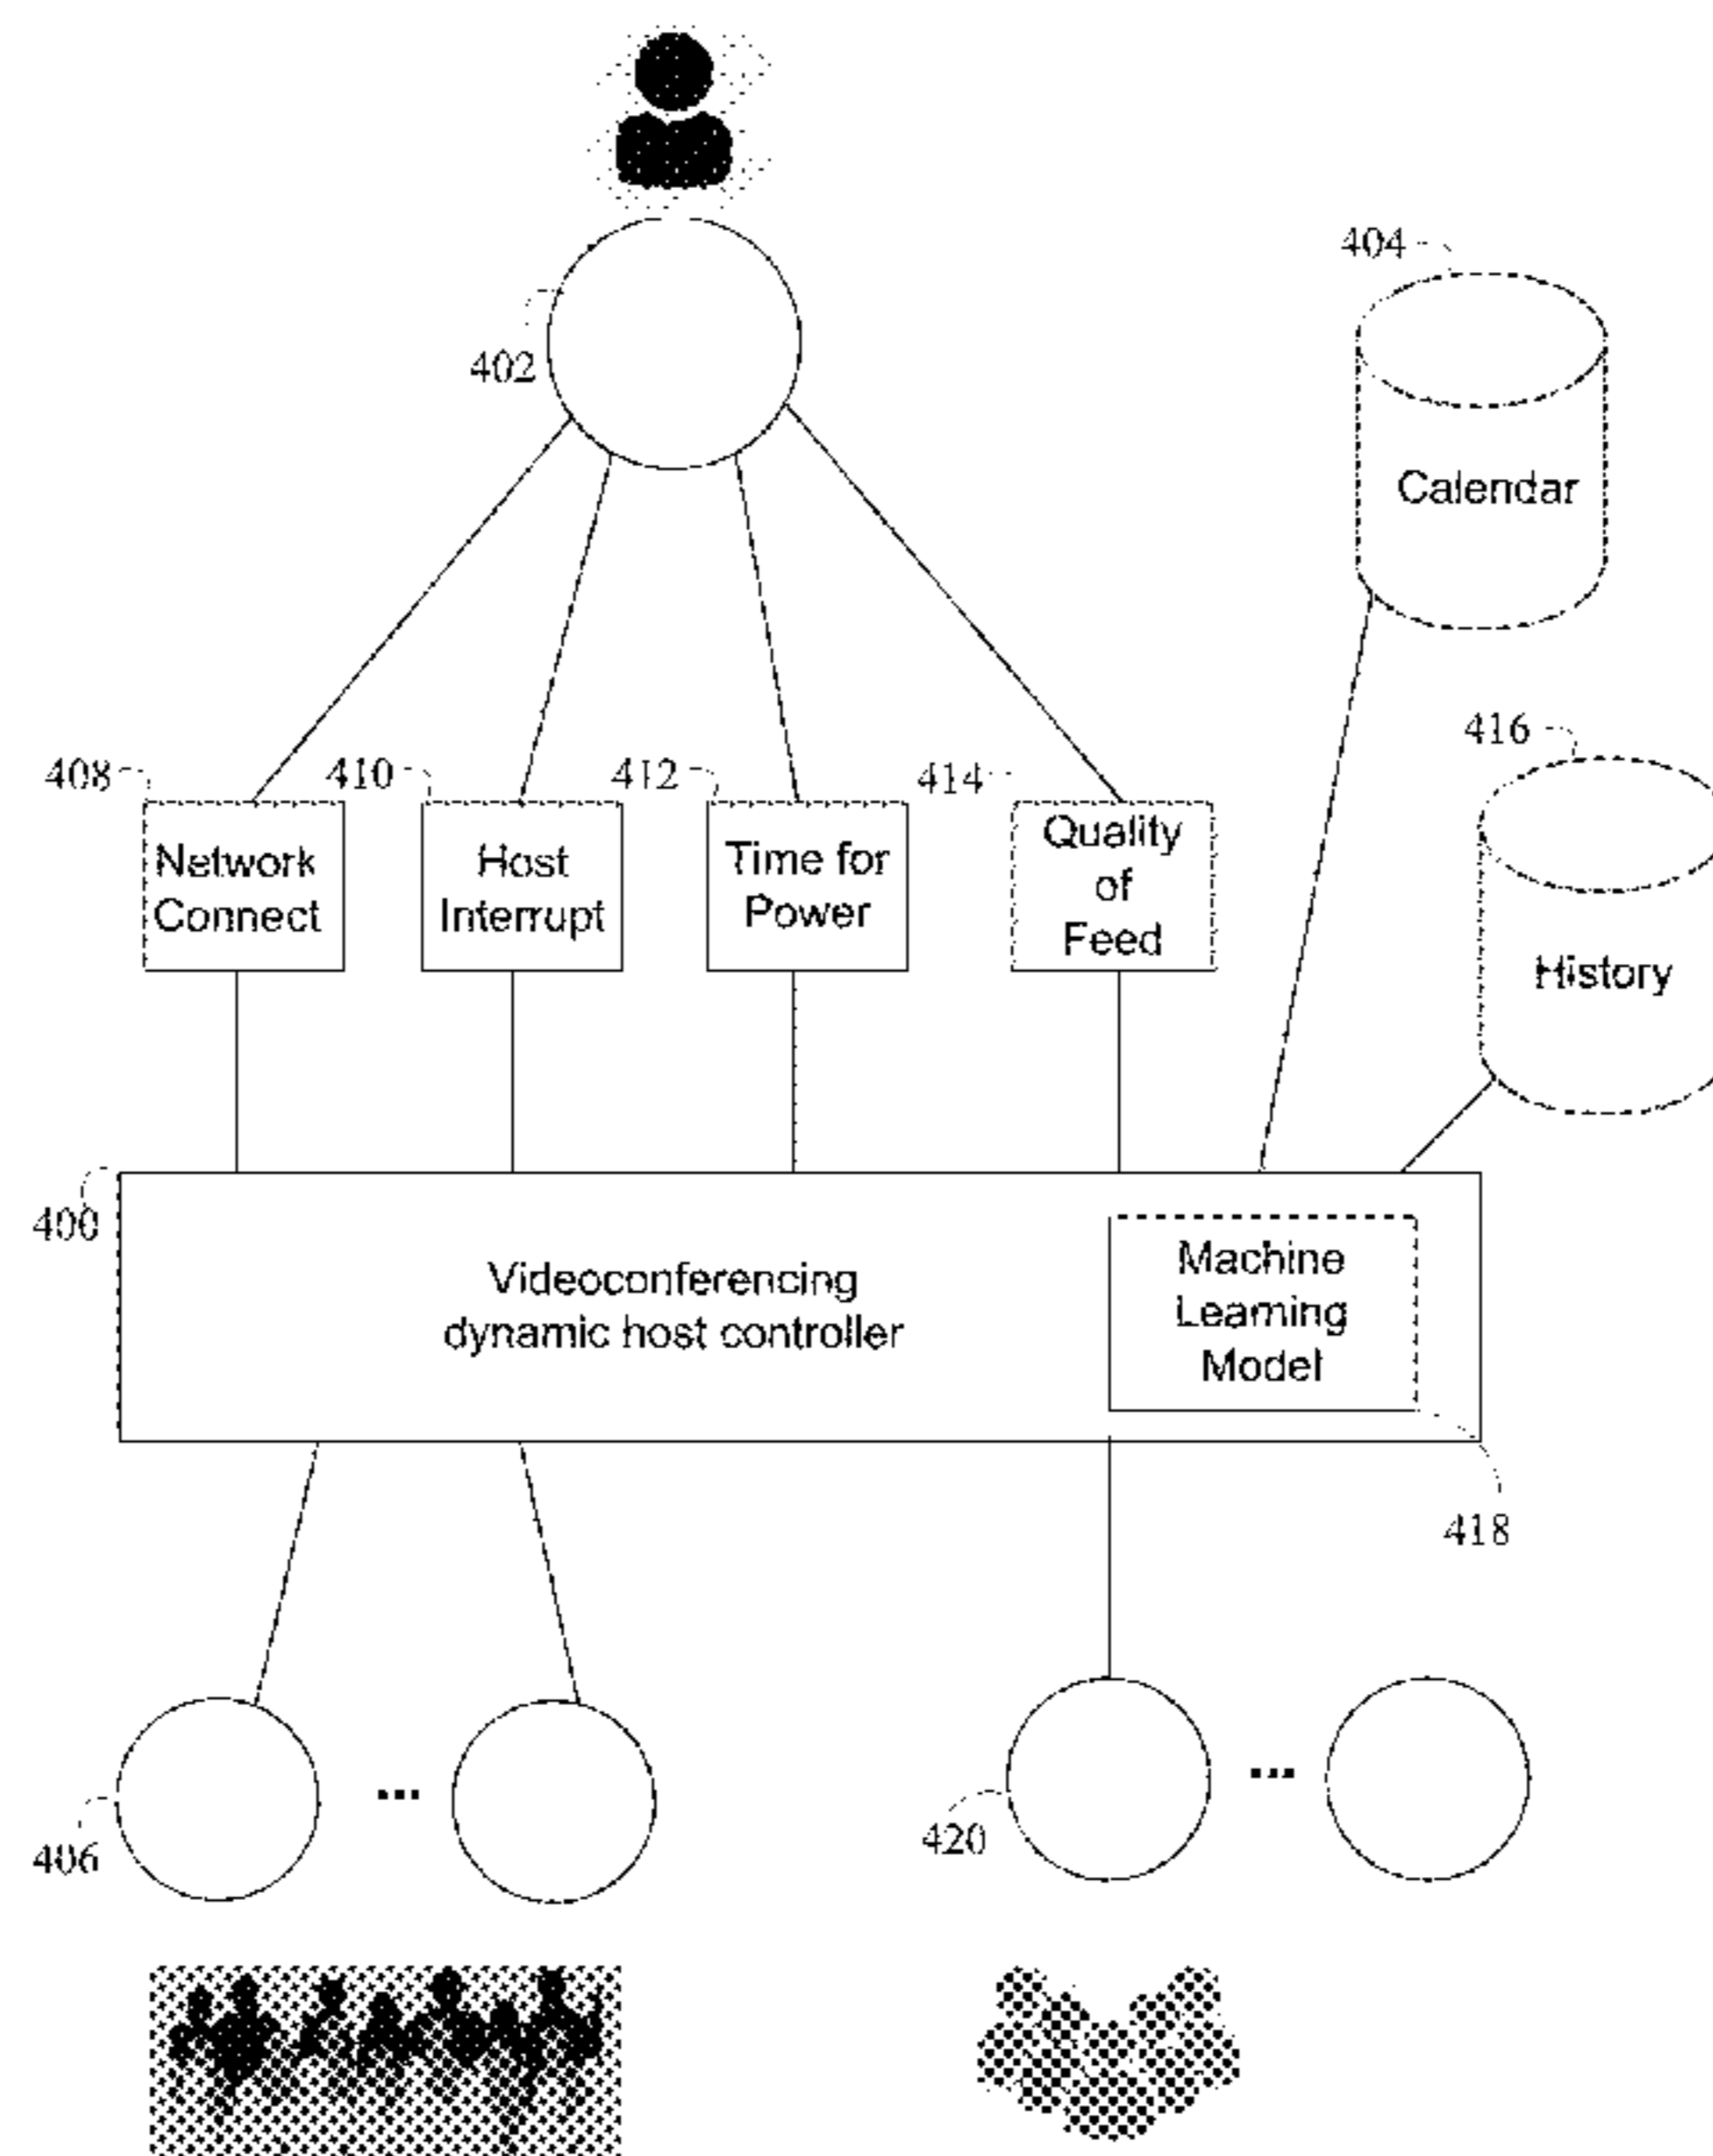 404
402
Calendar
416
408
410
412
414
Network
Connect
Host
Interrupt
Time for
Power
Quality
of
Feed
History
400
Videoconferencing
dynamic host controller
Machine
Learning
Model
418
...
...
406
420